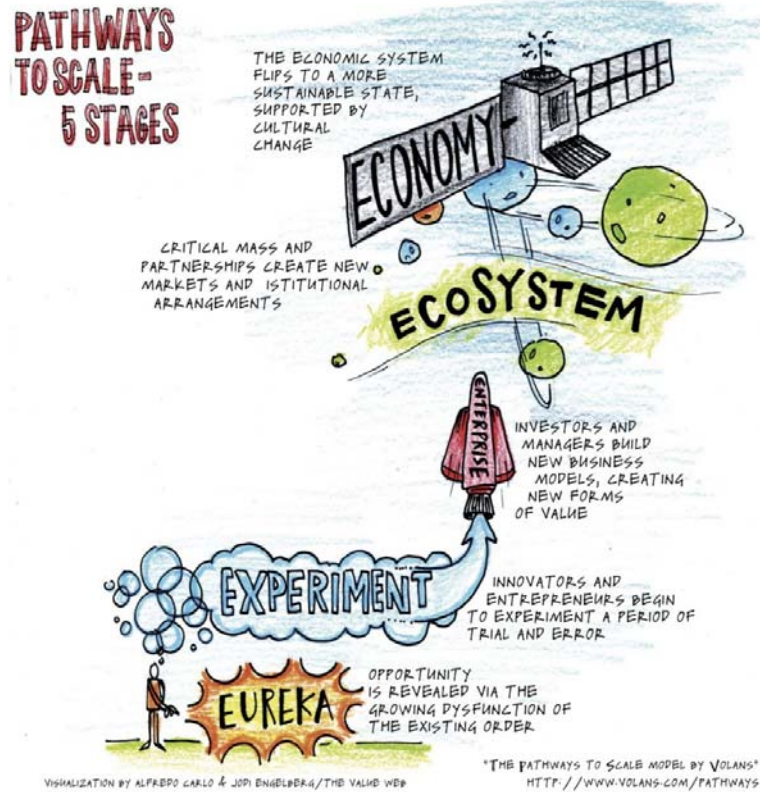 PATHWAYS
TO SCALE-
5 STAGES
THE ECONOMIC SYSTEM
FLIPS TO A MORE
SUSTAINABLE STATE,
SUPPORTED BY
CULTURAL
CHANGE
ECONOMY
CRITICAL MASS AND
PARTNERSHIPS CREATE NEW
MARKETS AND ISTITUTIONAL
ARRANGEMENTS
ECOSYSTEM
ENTERPRISE
INVESTORS AND
MANAGERS BUILD
NEW BUSINESS
MODELS, CREATING
NEW FORMS
OF VALUE
EXPERIMENT
INNOVATORS AND
ENTREPRENEURS BEGIN
TO EXPERIMENT A PERIOD OF
TRIAL AND ERROR
EUREKA
OPPORTUNITY
IS REVEALED VIA THE
GROWING DYSFUNCTION OF
THE EXISTING ORDER
VISUALIZATION BY ALFREDO CARLO & JODI ENGELBERG/THE VALUE WEB
"THE PATHWAYS TO SCALE MODEL BY VOLANS"
HTTP://WWW.VOLANS.COM/PATHWAYS